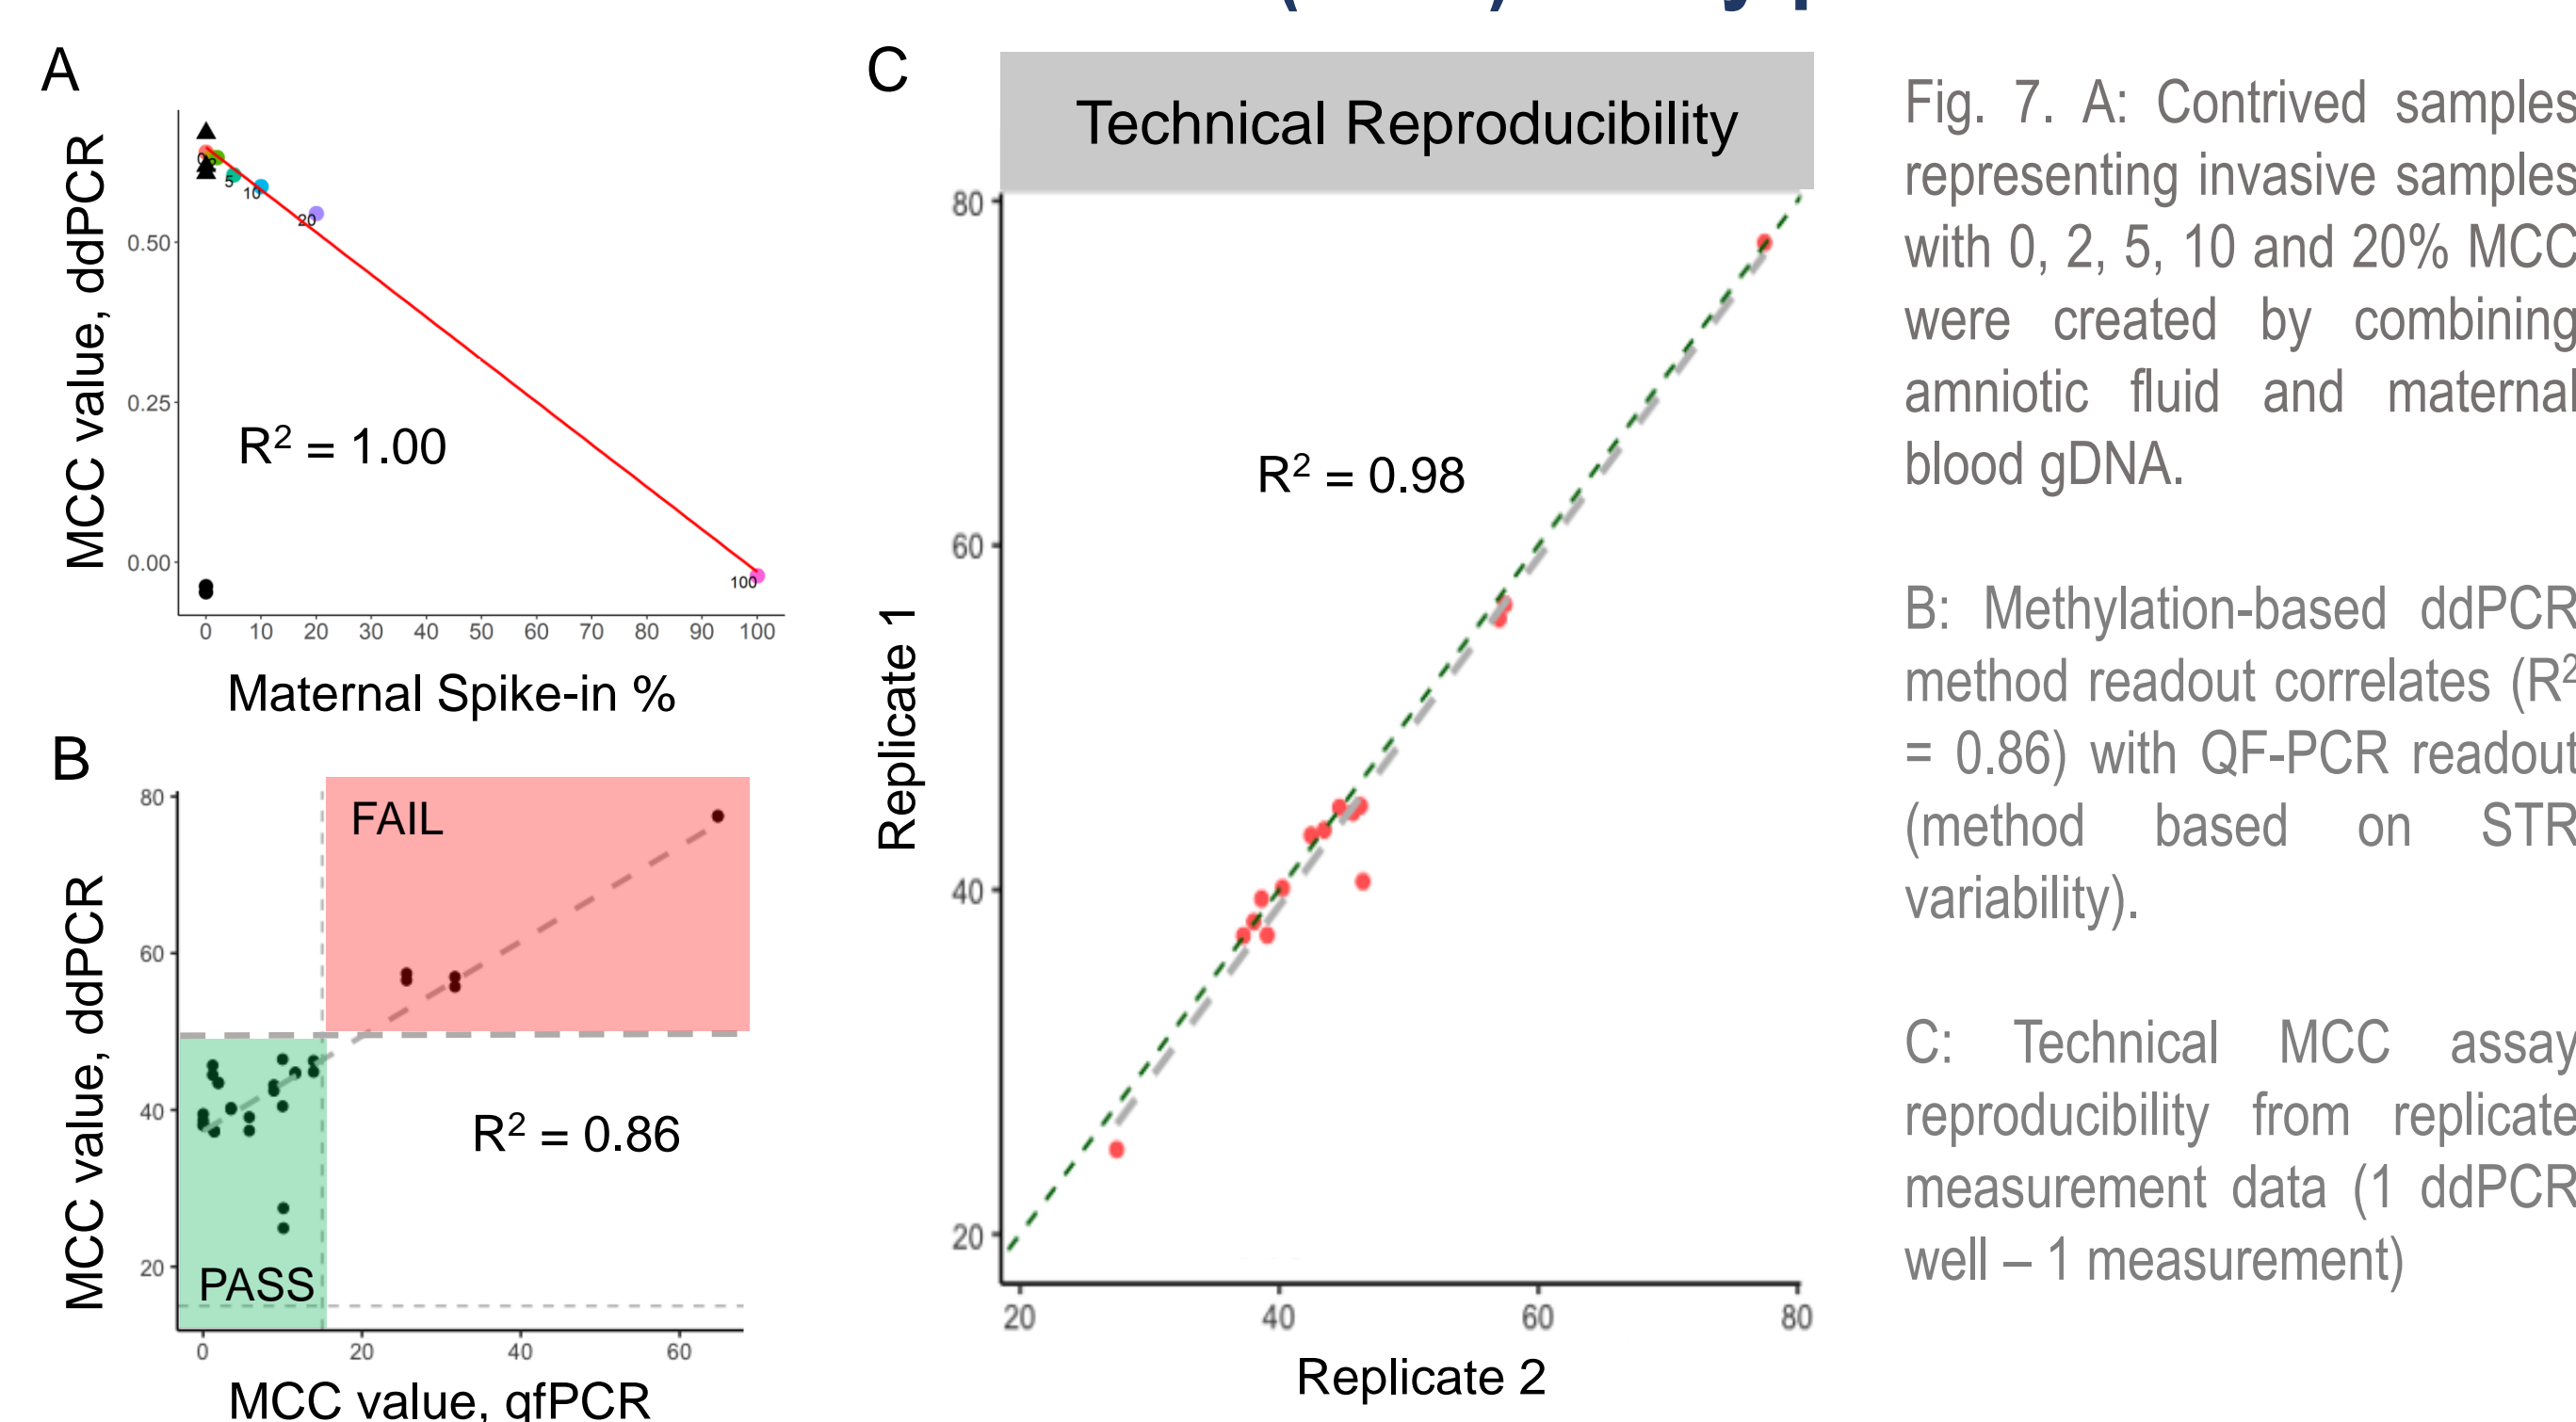 A
MCC value, ddPCR
0.50
0.25
0.00
5
10
20
100
R² = 1.00
0 10 20 30 40 50 60 70 80 90 100
Maternal Spike-in %
B
MCC value, ddPCR
80
60
40
20
FAIL
PASS
R² = 0.86
0 20 40 60
MCC value, qfPCR
C
Technical Reproducibility
Replicate 1
80
60
40
20
R² = 0.98
20 40 60 80
Replicate 2
Fig. 7. A: Contrived samples
representing invasive samples
with 0, 2, 5, 10 and 20% MCC
were created by combining
amniotic fluid and maternal
blood gDNA.
B: Methylation-based ddPCR
method readout correlates (R²
= 0.86) with QF-PCR readout
(method based on STR
variability).
C: Technical MCC assay
reproducibility from replicate
measurement data (1 ddPCR
well – 1 measurement)